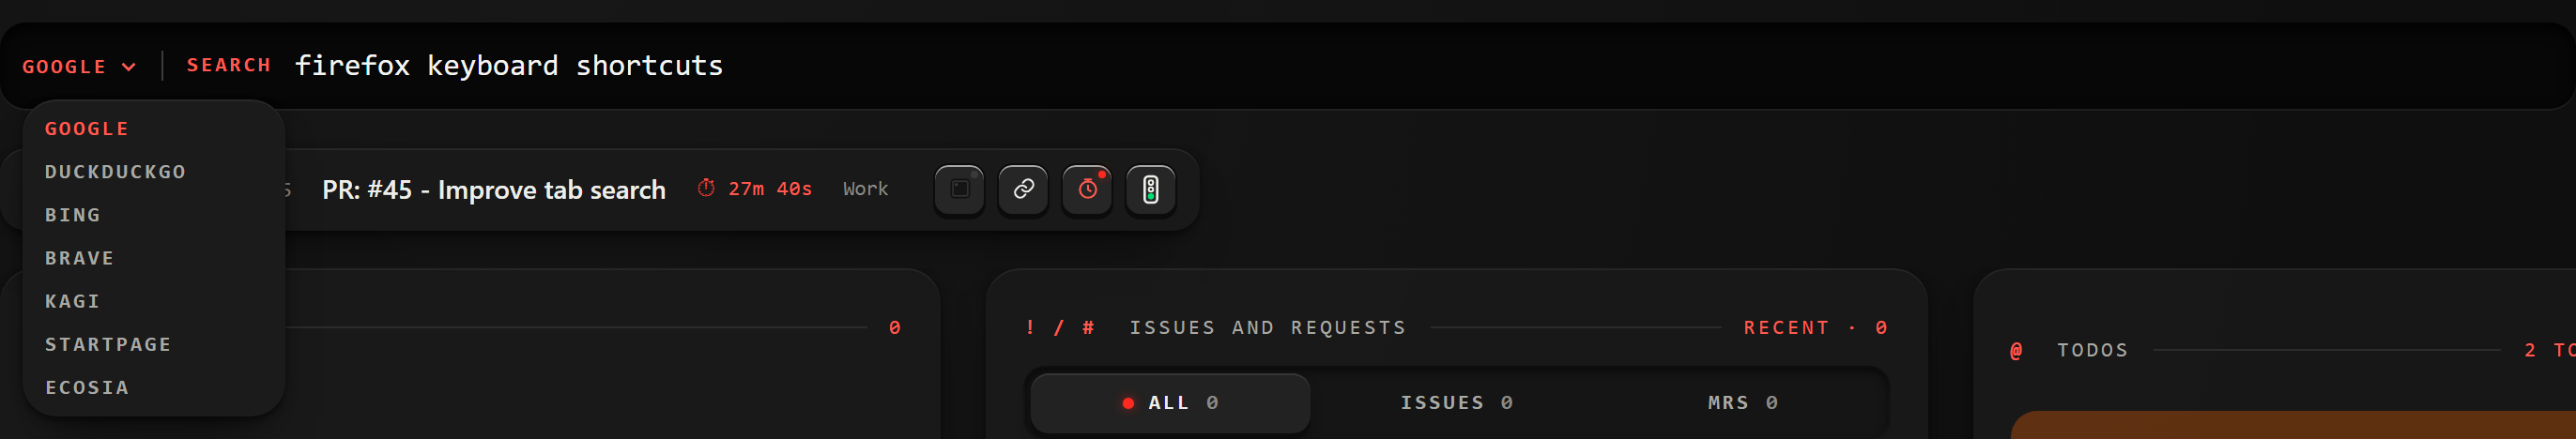 GOOGLE SEARCH firefox keyboard shortcuts
GOOGLE
DUCKDUCKGO
BING
BRAVE
KAGI
STARTPAGE
ECOSIA
PR: #45 - Improve tab search 27m 40s Work
0
! / # ISSUES AND REQUESTS RECENT · 0
ALL 0 ISSUES 0 MRS 0
@ TODOS 2